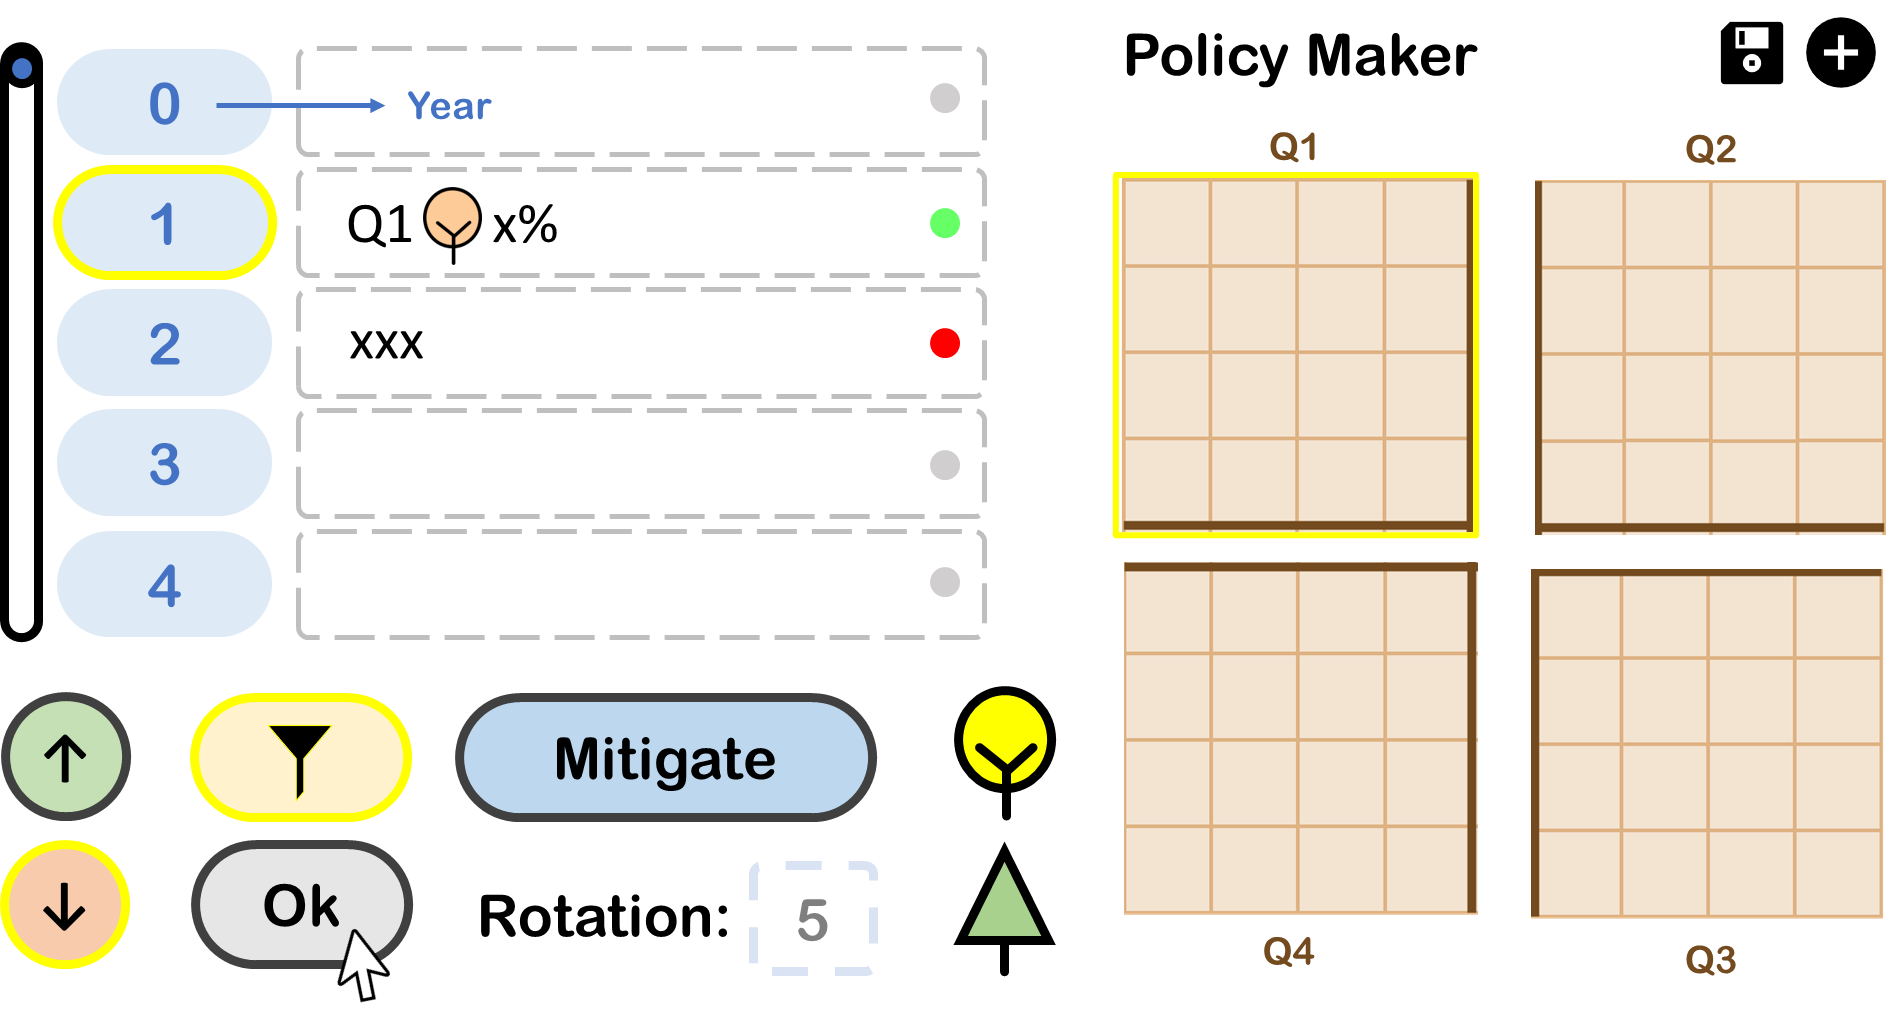 Policy Maker
0 Year
1 Q1 x%
2 xxx
3
4
Q1
Q2
Q4
Q3
Mitigate
Ok
Rotation: 5